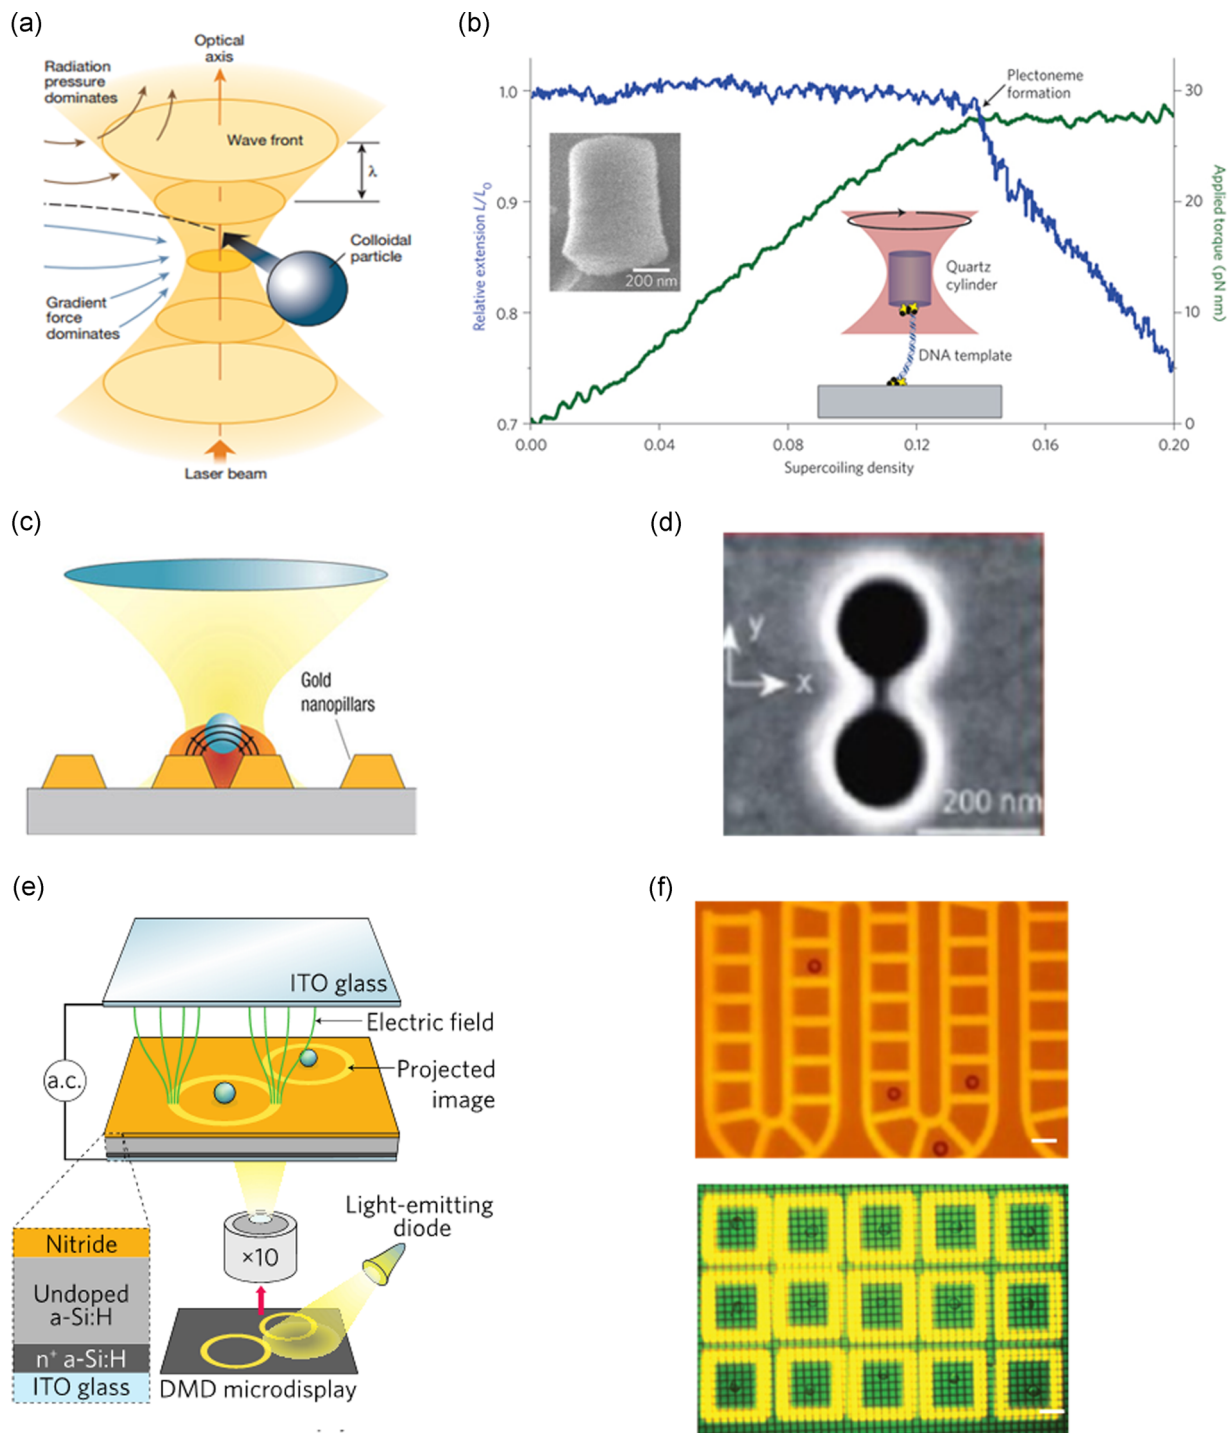 (a)
Optical
axis
Radiation
pressure
dominates
Wave front
λ
Colloidal
particle
Gradient
force
dominates
Laser beam
(b)
Plectoneme
formation
1.0
0.9
0.8
0.7
Relative extension L/L0
30
20
10
0
Applied torque (pN nm)
200 nm
Quartz
cylinder
DNA template
0.00
0.04
0.08
0.12
0.16
0.20
Supercoiling density
(c)
Gold
nanopillars
(d)
y
x
200 nm
(e)
ITO glass
Electric field
a.c.
Projected
image
Light-emitting
diode
×10
Nitride
Undoped
a-Si:H
n+ a-Si:H
ITO glass
DMD microdisplay
(f)